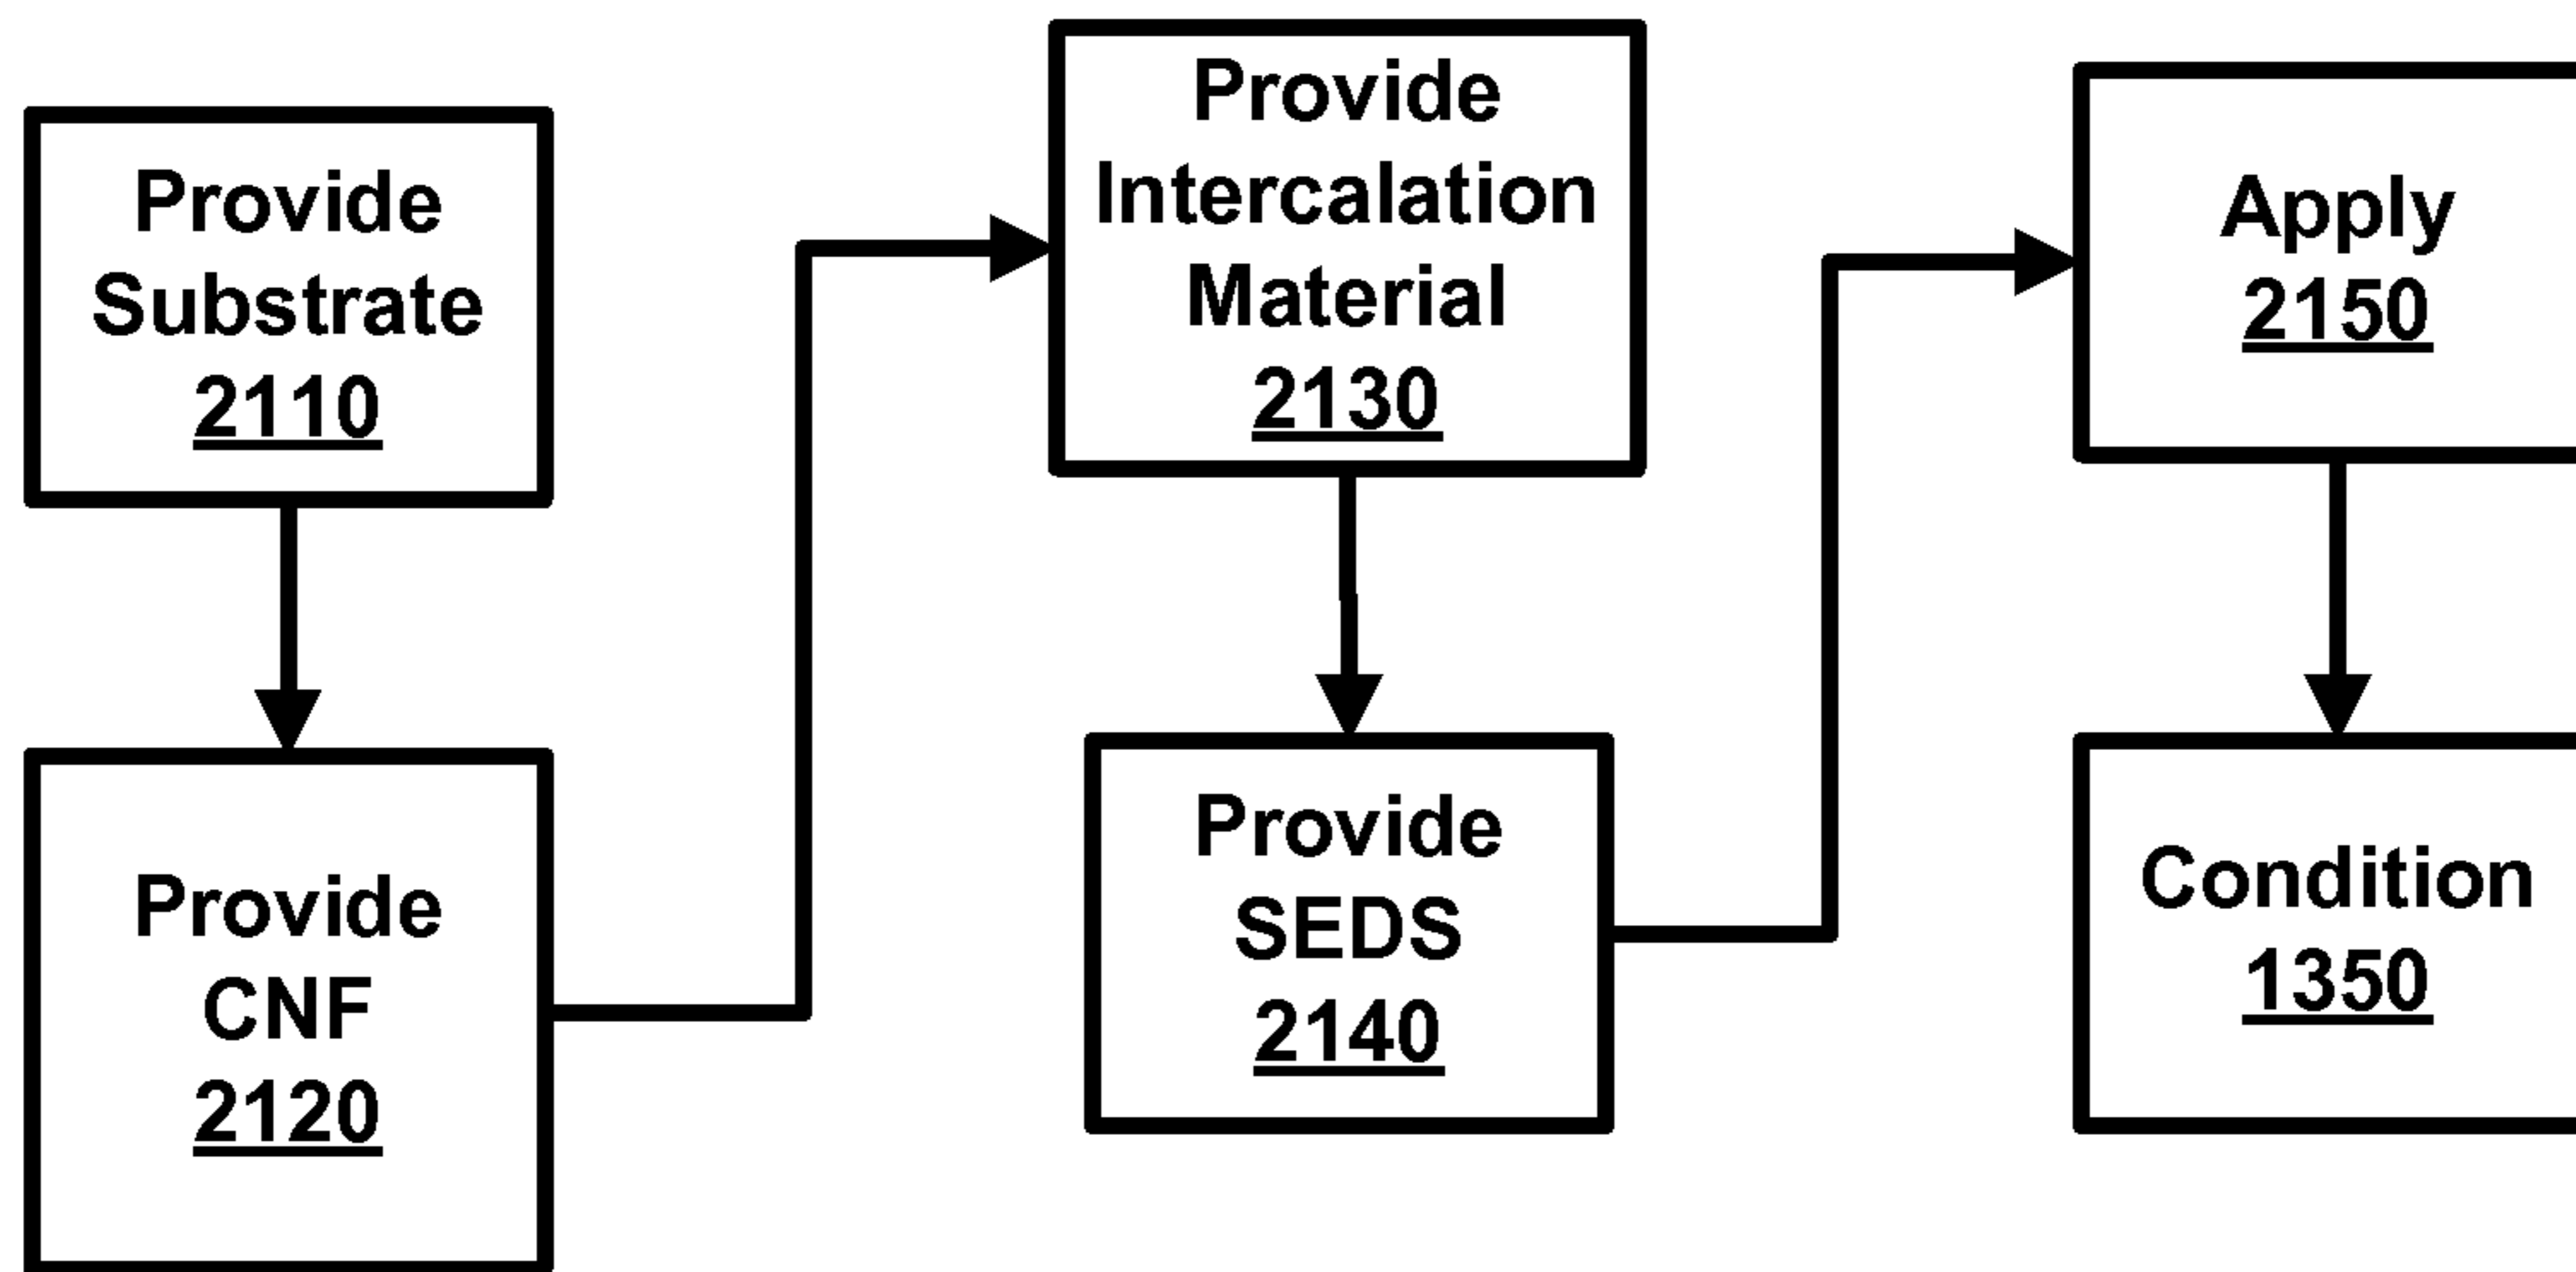 Provide
Substrate
2110
Provide
CNF
2120
Provide
Intercalation
Material
2130
Provide
SEDS
2140
Apply
2150
Condition
1350